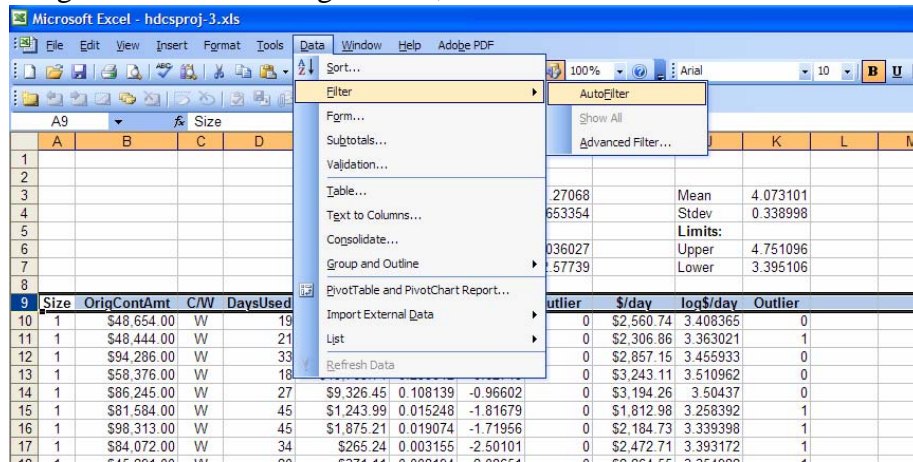 Microsoft Excel - hdcsproj-3.xls
File Edit View Insert Format Tools Data Window Help Adobe PDF
100% Arial 10 B U
A9 fx Size
Sort...
Filter
Form...
Subtotals...
Validation...
Table...
Text to Columns...
Consolidate...
Group and Outline
PivotTable and PivotChart Report...
Import External Data
List
Refresh Data
AutoFilter
Show All
Advanced Filter...
A B C D J K L M
1
2
3 .27068 Mean 4.073101
4 653354 Stdev 0.338998
5 Limits:
6 036027 Upper 4.751096
7 2.57739 Lower 3.395106
8
9 Size OrigContAmt C/W DaysUsed utlier $/day log$/day Outlier
10 1 $48,654.00 W 19 0 $2,560.74 3.408365 0
11 1 $48,444.00 W 21 0 $2,306.86 3.363021 1
12 1 $94,286.00 W 33 0 $2,857.15 3.455933 0
13 1 $58,376.00 W 18 0 $3,243.11 3.510962 0
14 1 $86,245.00 W 27 $9,326.45 0.108139 -0.96602 0 $3,194.26 3.50437 0
15 1 $81,584.00 W 45 $1,243.99 0.015248 -1.81679 0 $1,812.98 3.258392 1
16 1 $98,313.00 W 45 $1,875.21 0.019074 -1.71956 0 $2,184.73 3.339398 1
17 1 $84,072.00 W 34 $265.24 0.003155 -2.50101 0 $2,472.71 3.393172 1